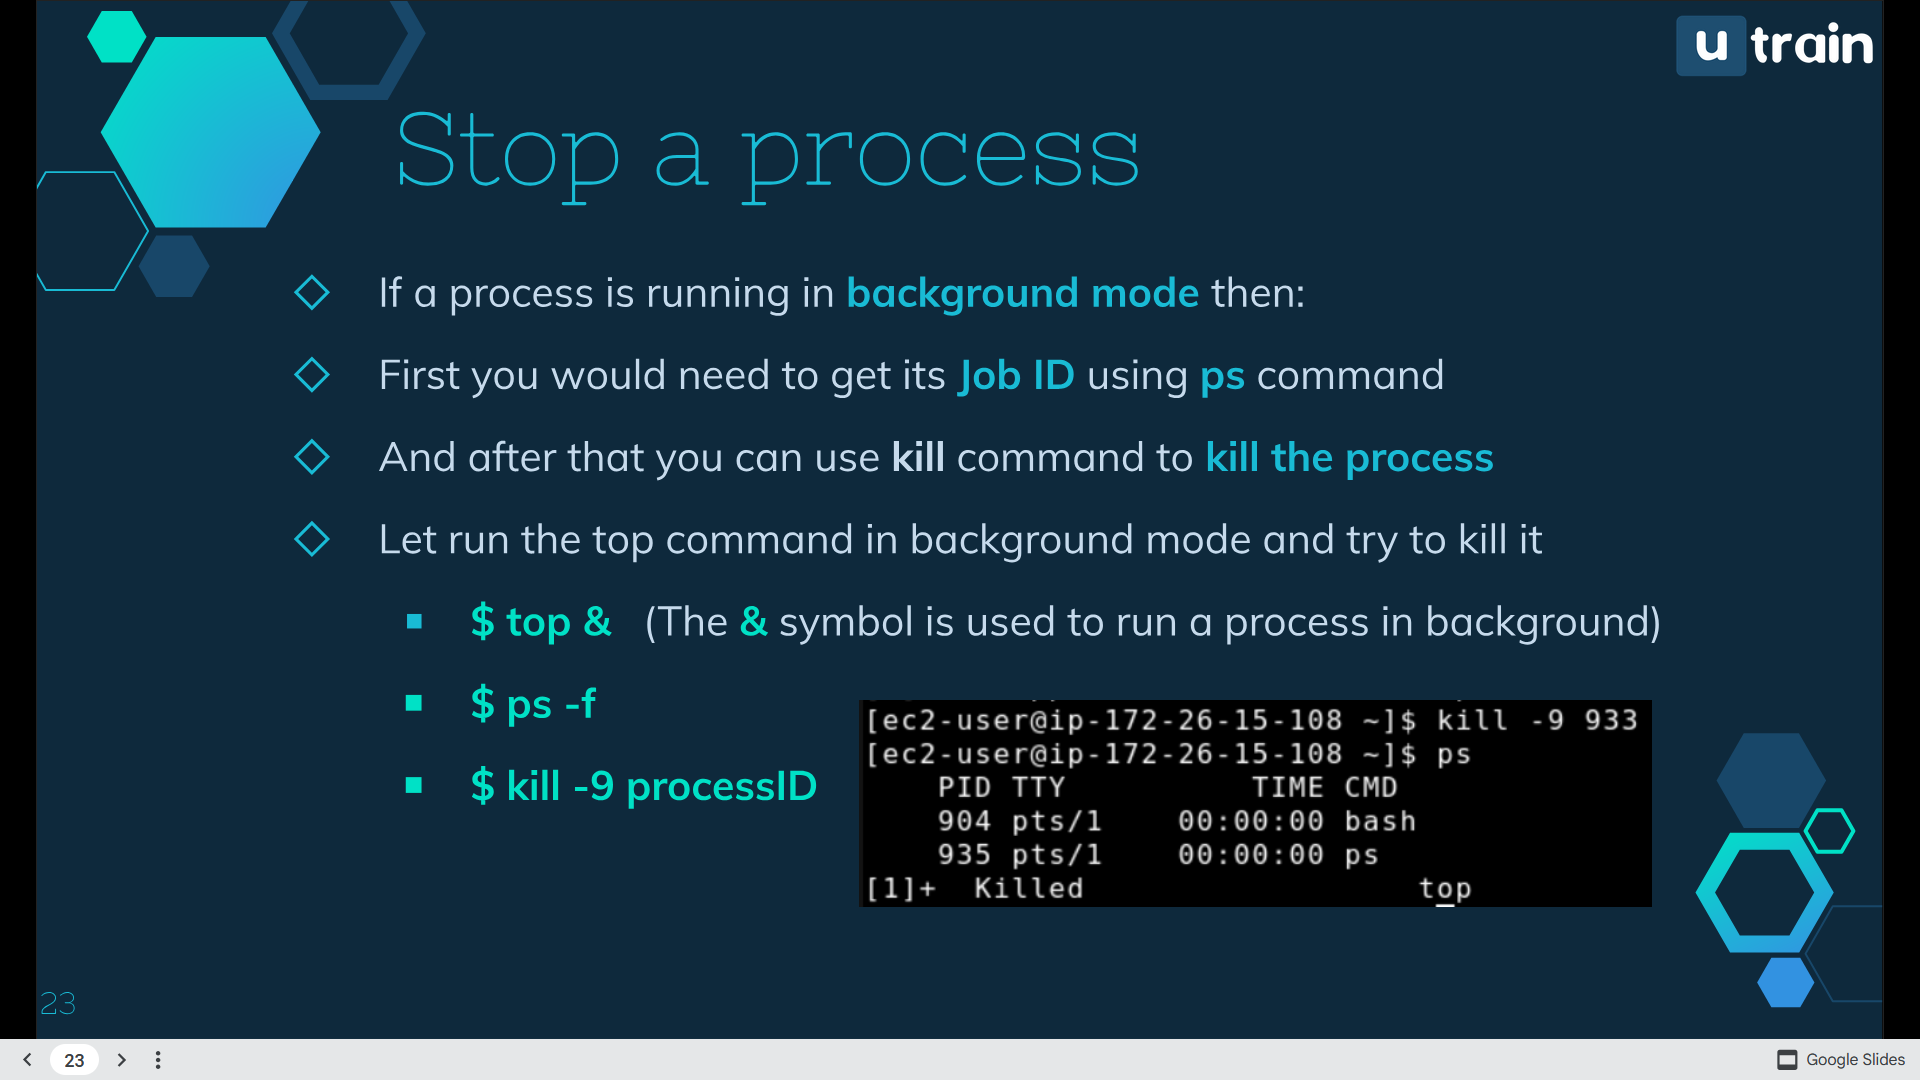 u train
Stop a process
If a process is running in background mode then:
First you would need to get its Job ID using ps command
And after that you can use kill command to kill the process
Let run the top command in background mode and try to kill it
$ top & (The & symbol is used to run a process in background)
$ ps -f
$ kill -9 processID
[ec2-user@ip-172-26-15-108 ~]$ kill -9 933
[ec2-user@ip-172-26-15-108 ~]$ ps
PID TTY TIME CMD
904 pts/1 00:00:00 bash
935 pts/1 00:00:00 ps
[1]+ Killed top
23
23
Google Slides